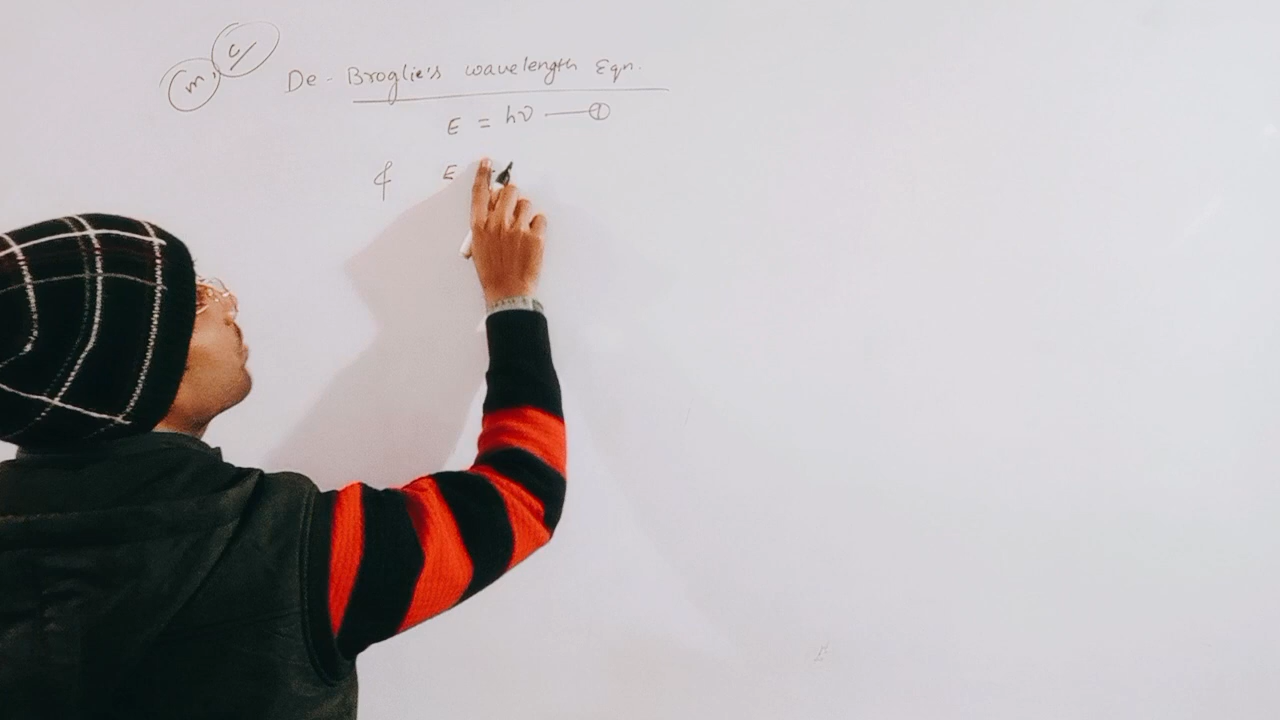 m, c/
De-Broglie's wavelength Eqn.
E = hν —①
& E